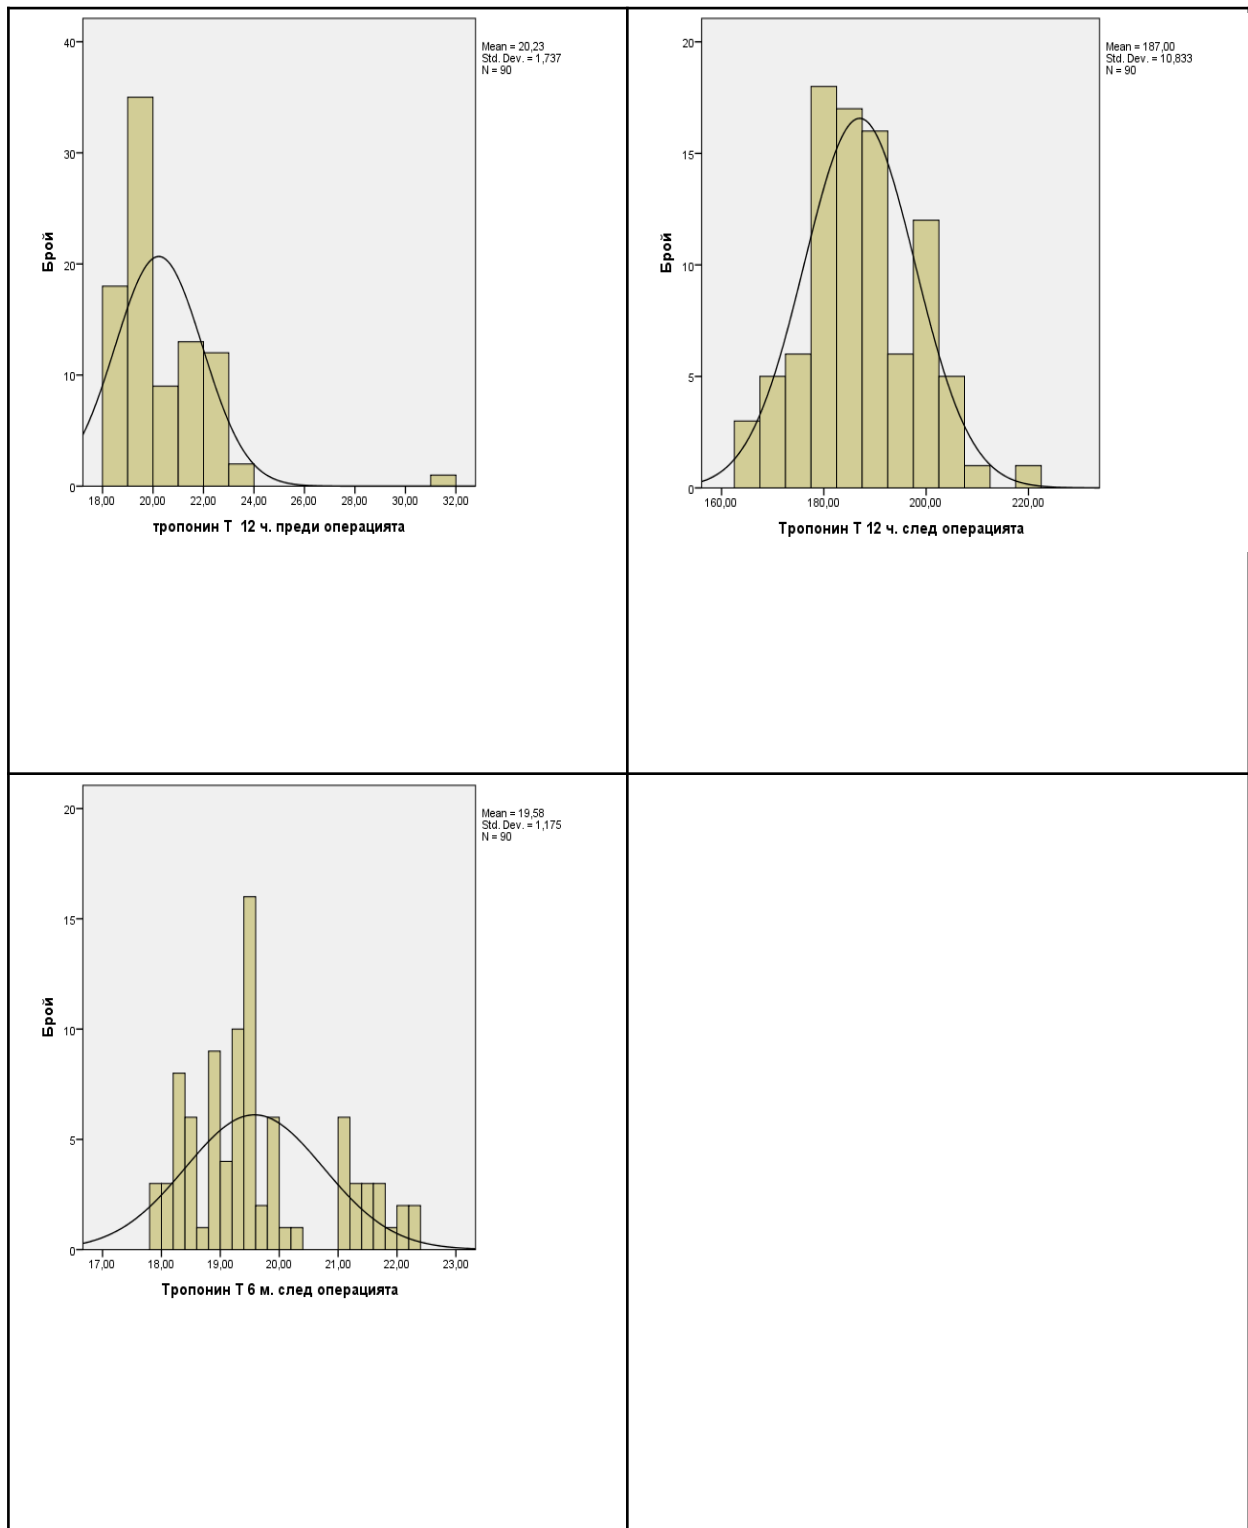 Mean = 20,23
Std. Dev. = 1,737
N = 90
40
30
20
10
0
Брой
18,00 20,00 22,00 24,00 26,00 28,00 30,00 32,00
тропонин Т 12 ч. преди операцията
Mean = 187,00
Std. Dev. = 10,833
N = 90
20
15
10
5
0
Брой
160,00 180,00 200,00 220,00
Тропонин Т 12 ч. след операцията
Mean = 19,58
Std. Dev. = 1,175
N = 90
20
15
10
5
0
Брой
17,00 18,00 19,00 20,00 21,00 22,00 23,00
Тропонин Т 6 м. след операцията